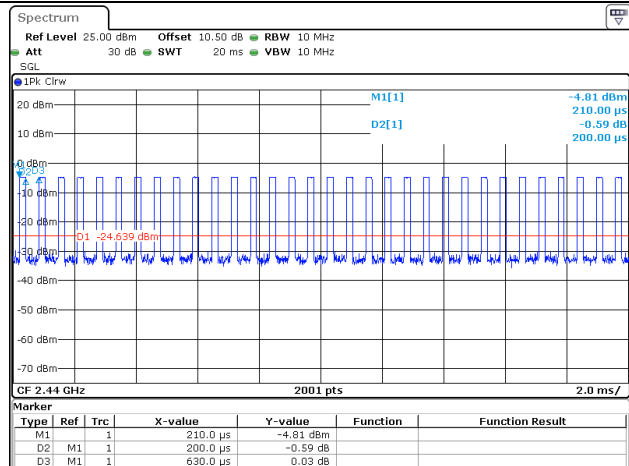 Spectrum
Ref Level 25.00 dBm Offset 10.50 dB RBW 10 MHz
Att 30 dB SWT 20 ms VBW 10 MHz
SGL
1Pk Clrw
M1[1] -4.81 dBm
210.00 µs
D2[1] -0.59 dB
200.00 µs
20 dBm
10 dBm
0 dBm
D2 D3
-10 dBm
-20 dBm
D1 -24.639 dBm
-30 dBm
-40 dBm
-50 dBm
-60 dBm
-70 dBm
CF 2.44 GHz 2001 pts 2.0 ms/
Marker
Type Ref Trc X-value Y-value Function Function Result
M1 1 210.0 µs -4.81 dBm
D2 M1 1 200.0 µs -0.59 dB
D3 M1 1 630.0 µs 0.03 dB